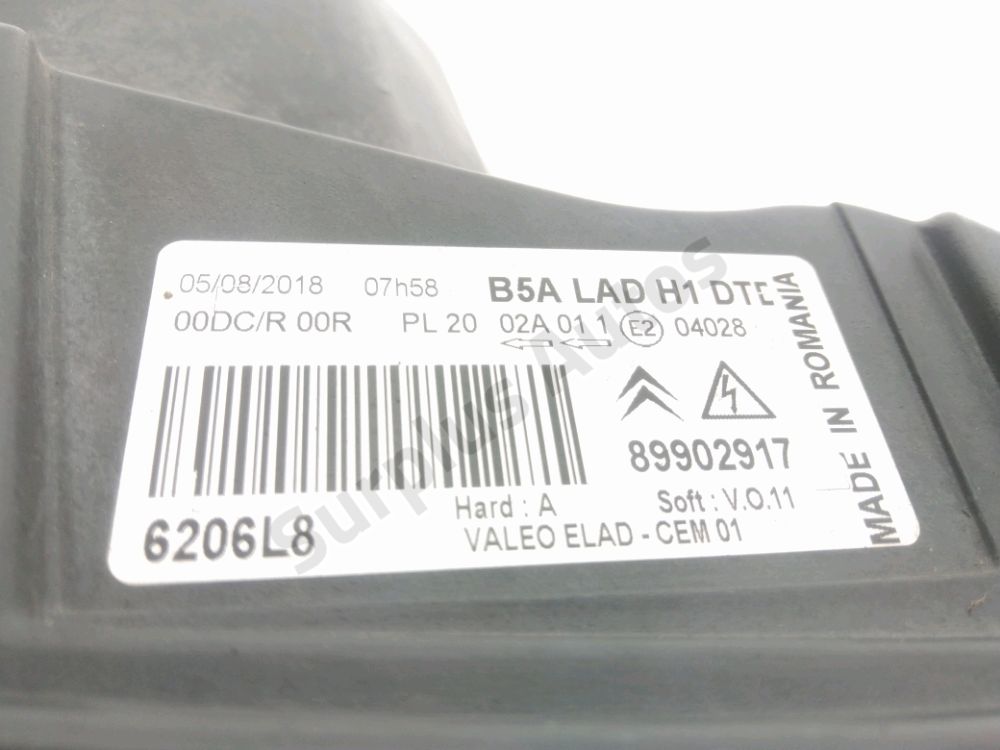 05/08/2018 07h58 B5A LAD H1 DTE
00DC/R 00R PL 20 02A 01 1 E2 04028
89902917
Hard : A Soft : V.0.11
6206L8 VALEO ELAD - CEM 01
MADE IN ROMANIA
Surplus Autos